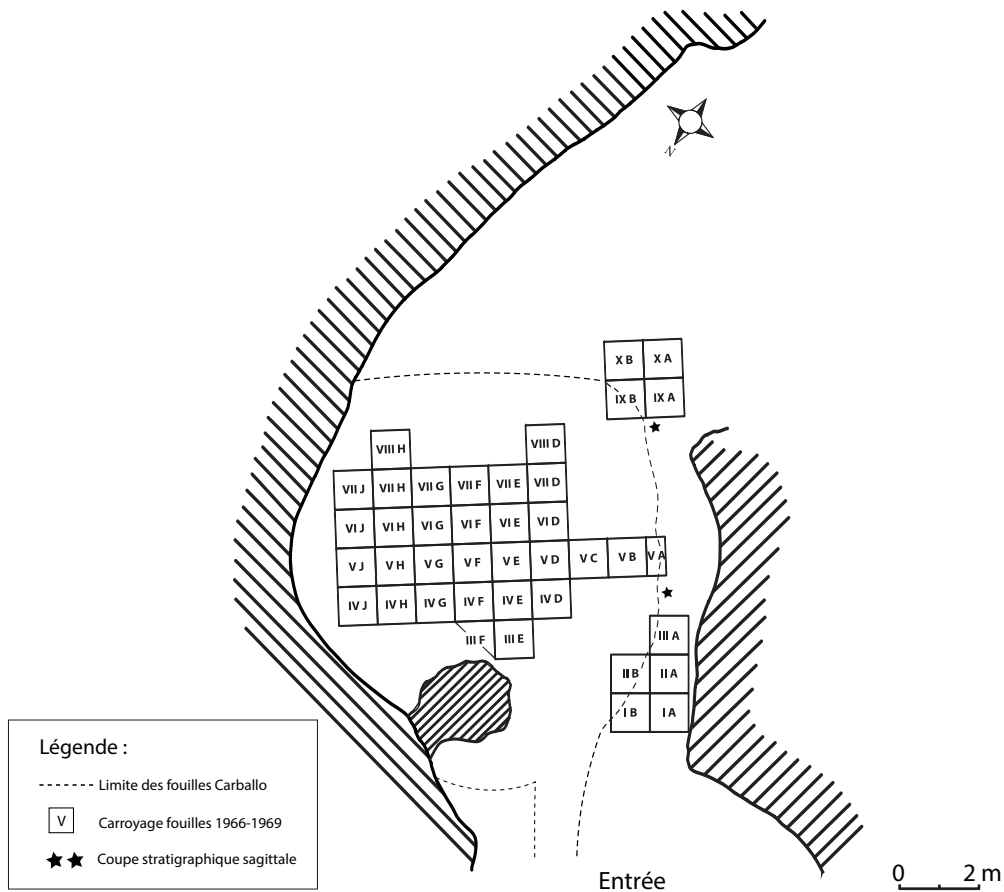 N
X B X A
IX B IX A
VIII H VIII D
VII J VII H VII G VII F VII E VII D
VI J VI H VI G VI F VI E VI D
V J V H V G V F V E V D V C V B V A
IV J IV H IV G IV F IV E IV D
III F III E III A
II B II A
I B I A
Légende :
Limite des fouilles Carballo
V Carroyage fouilles 1966-1969
Coupe stratigraphique sagittale
Entrée
0 2 m